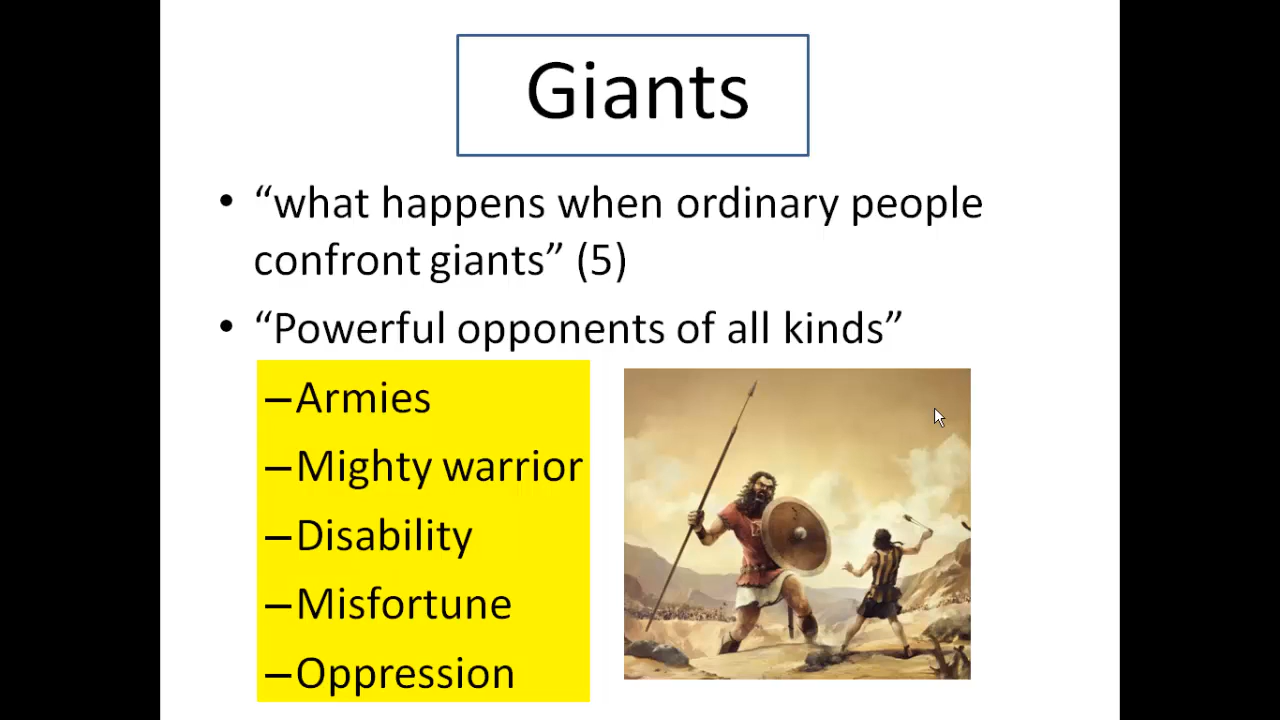 Giants
• “what happens when ordinary people
confront giants” (5)
• “Powerful opponents of all kinds”
–Armies
–Mighty warrior
–Disability
–Misfortune
–Oppression